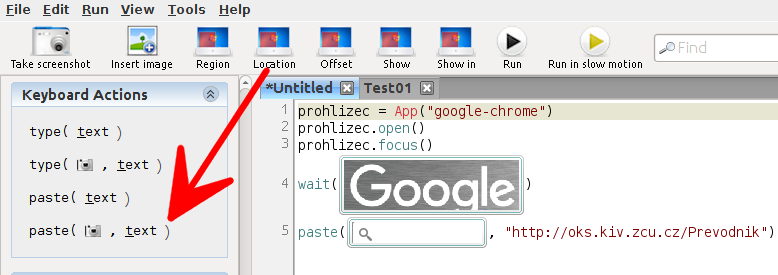 File Edit Run View Tools Help
Take screenshot Insert image Region Location Offset Show Show in Run Run in slow motion Find
Keyboard Actions
type( text )
type( , text )
paste( text )
paste( , text )
*Untitled Test01
1 prohlizec = App("google-chrome")
2 prohlizec.open()
3 prohlizec.focus()
4 wait( Google )
5 paste( , "http://oks.kiv.zcu.cz/Prevodnik")